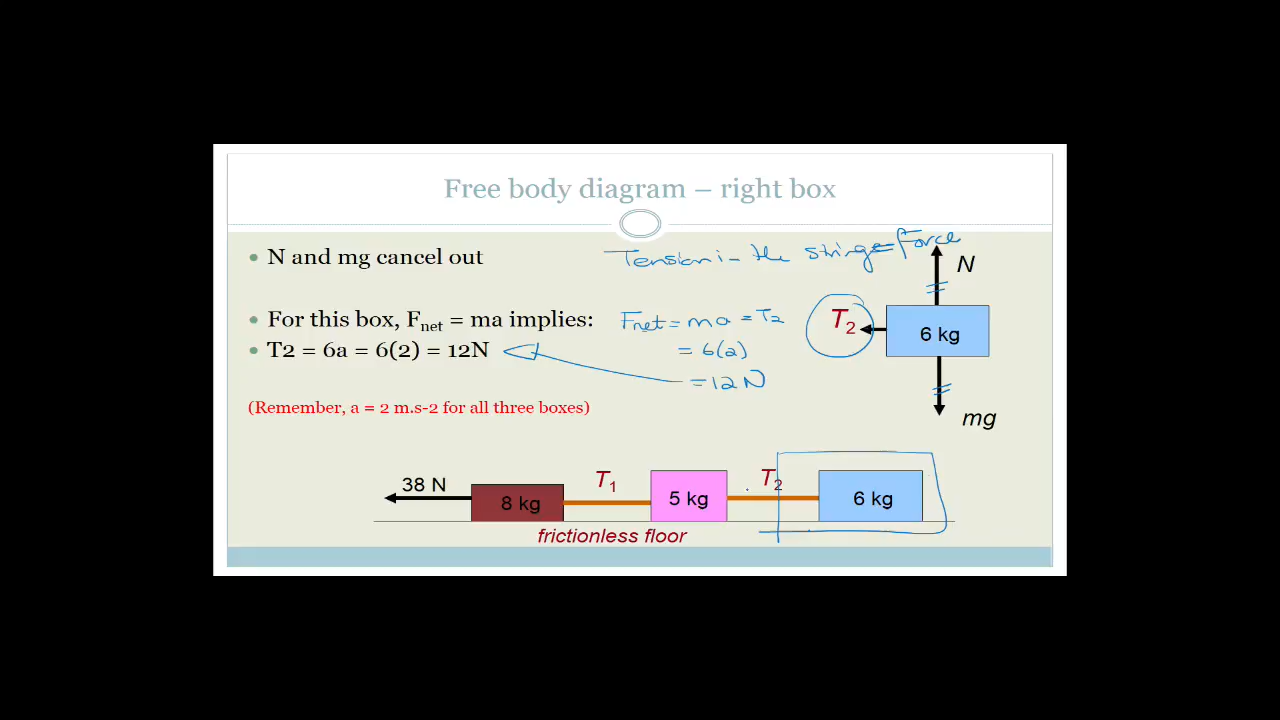 Free body diagram – right box
N and mg cancel out
Tension in the string = Force
N
For this box, Fnet = ma implies:
Fnet = ma = T2
T2
6 kg
T2 = 6a = 6(2) = 12N
= 6(2)
= 12N
(Remember, a = 2 m.s-2 for all three boxes)
mg
38 N
T1
T2
8 kg
5 kg
6 kg
frictionless floor